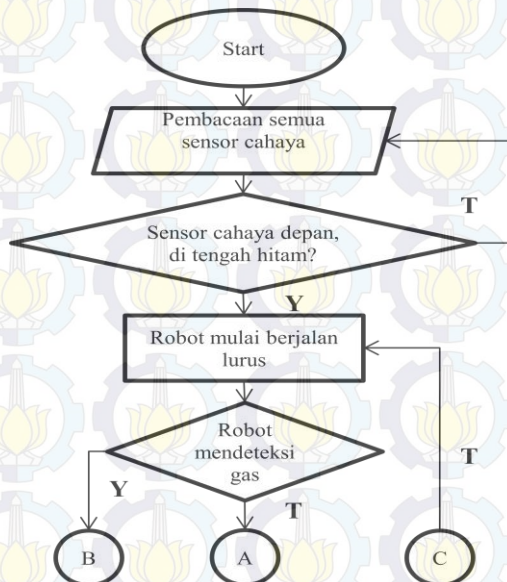 Start
Pembacaan semua
sensor cahaya
T
Sensor cahaya depan,
di tengah hitam?
Y
Robot mulai berjalan
lurus
Robot
mendeteksi
gas
T
Y
T
B
A
C